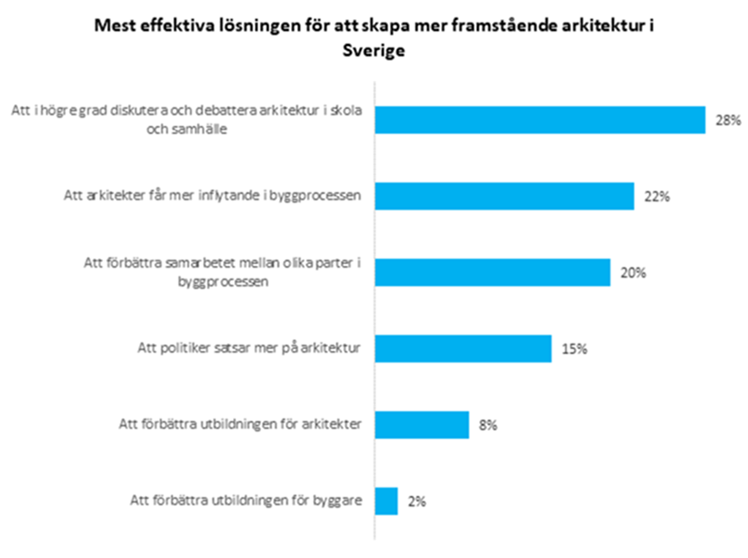 Mest effektiva lösningen för att skapa mer framstående arkitektur i
Sverige
Att i högre grad diskutera och debattera arkitektur i skola
och samhälle
28%
Att arkitekter får mer inflytande i byggprocessen
22%
Att förbättra samarbetet mellan olika parter i
byggprocessen
20%
Att politiker satsar mer på arkitektur
15%
Att förbättra utbildningen för arkitekter
8%
Att förbättra utbildningen för byggare
2%